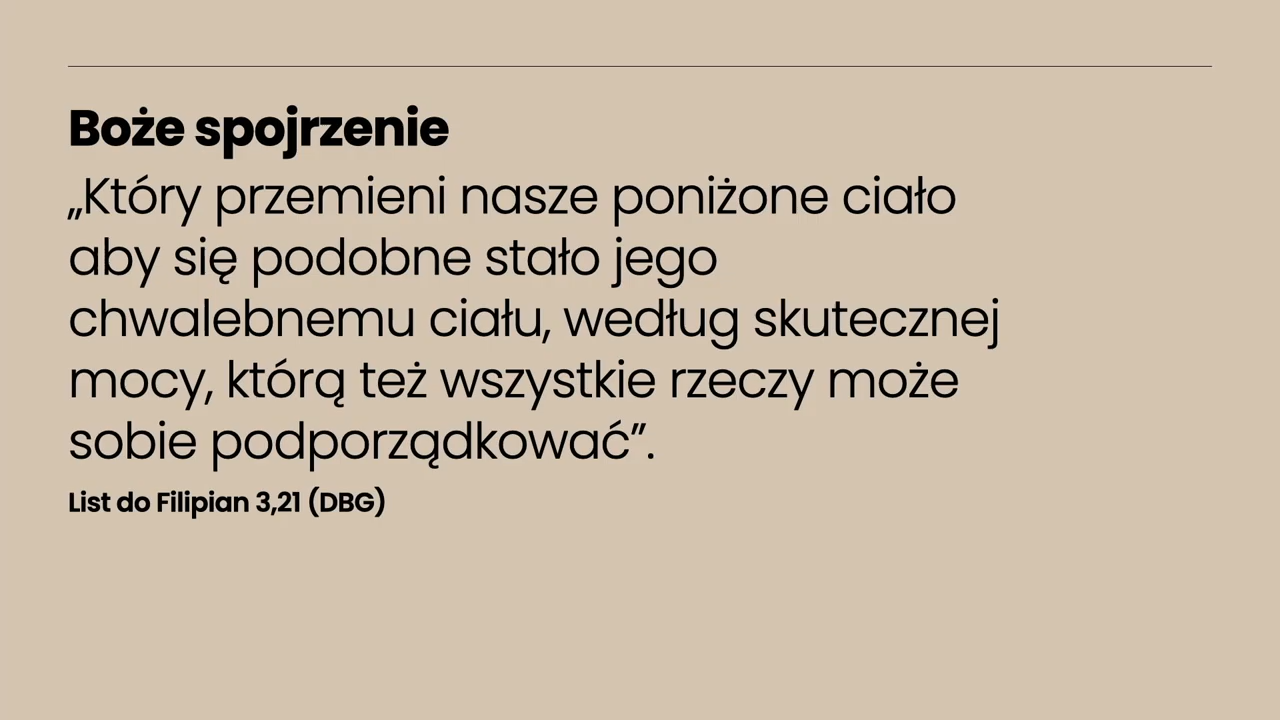 Boże spojrzenie
„Który przemieni nasze poniżone ciało
aby się podobne stało jego
chwalebnemu ciału, według skutecznej
mocy, którą też wszystkie rzeczy może
sobie podporządkować”.
List do Filipian 3,21 (DBG)